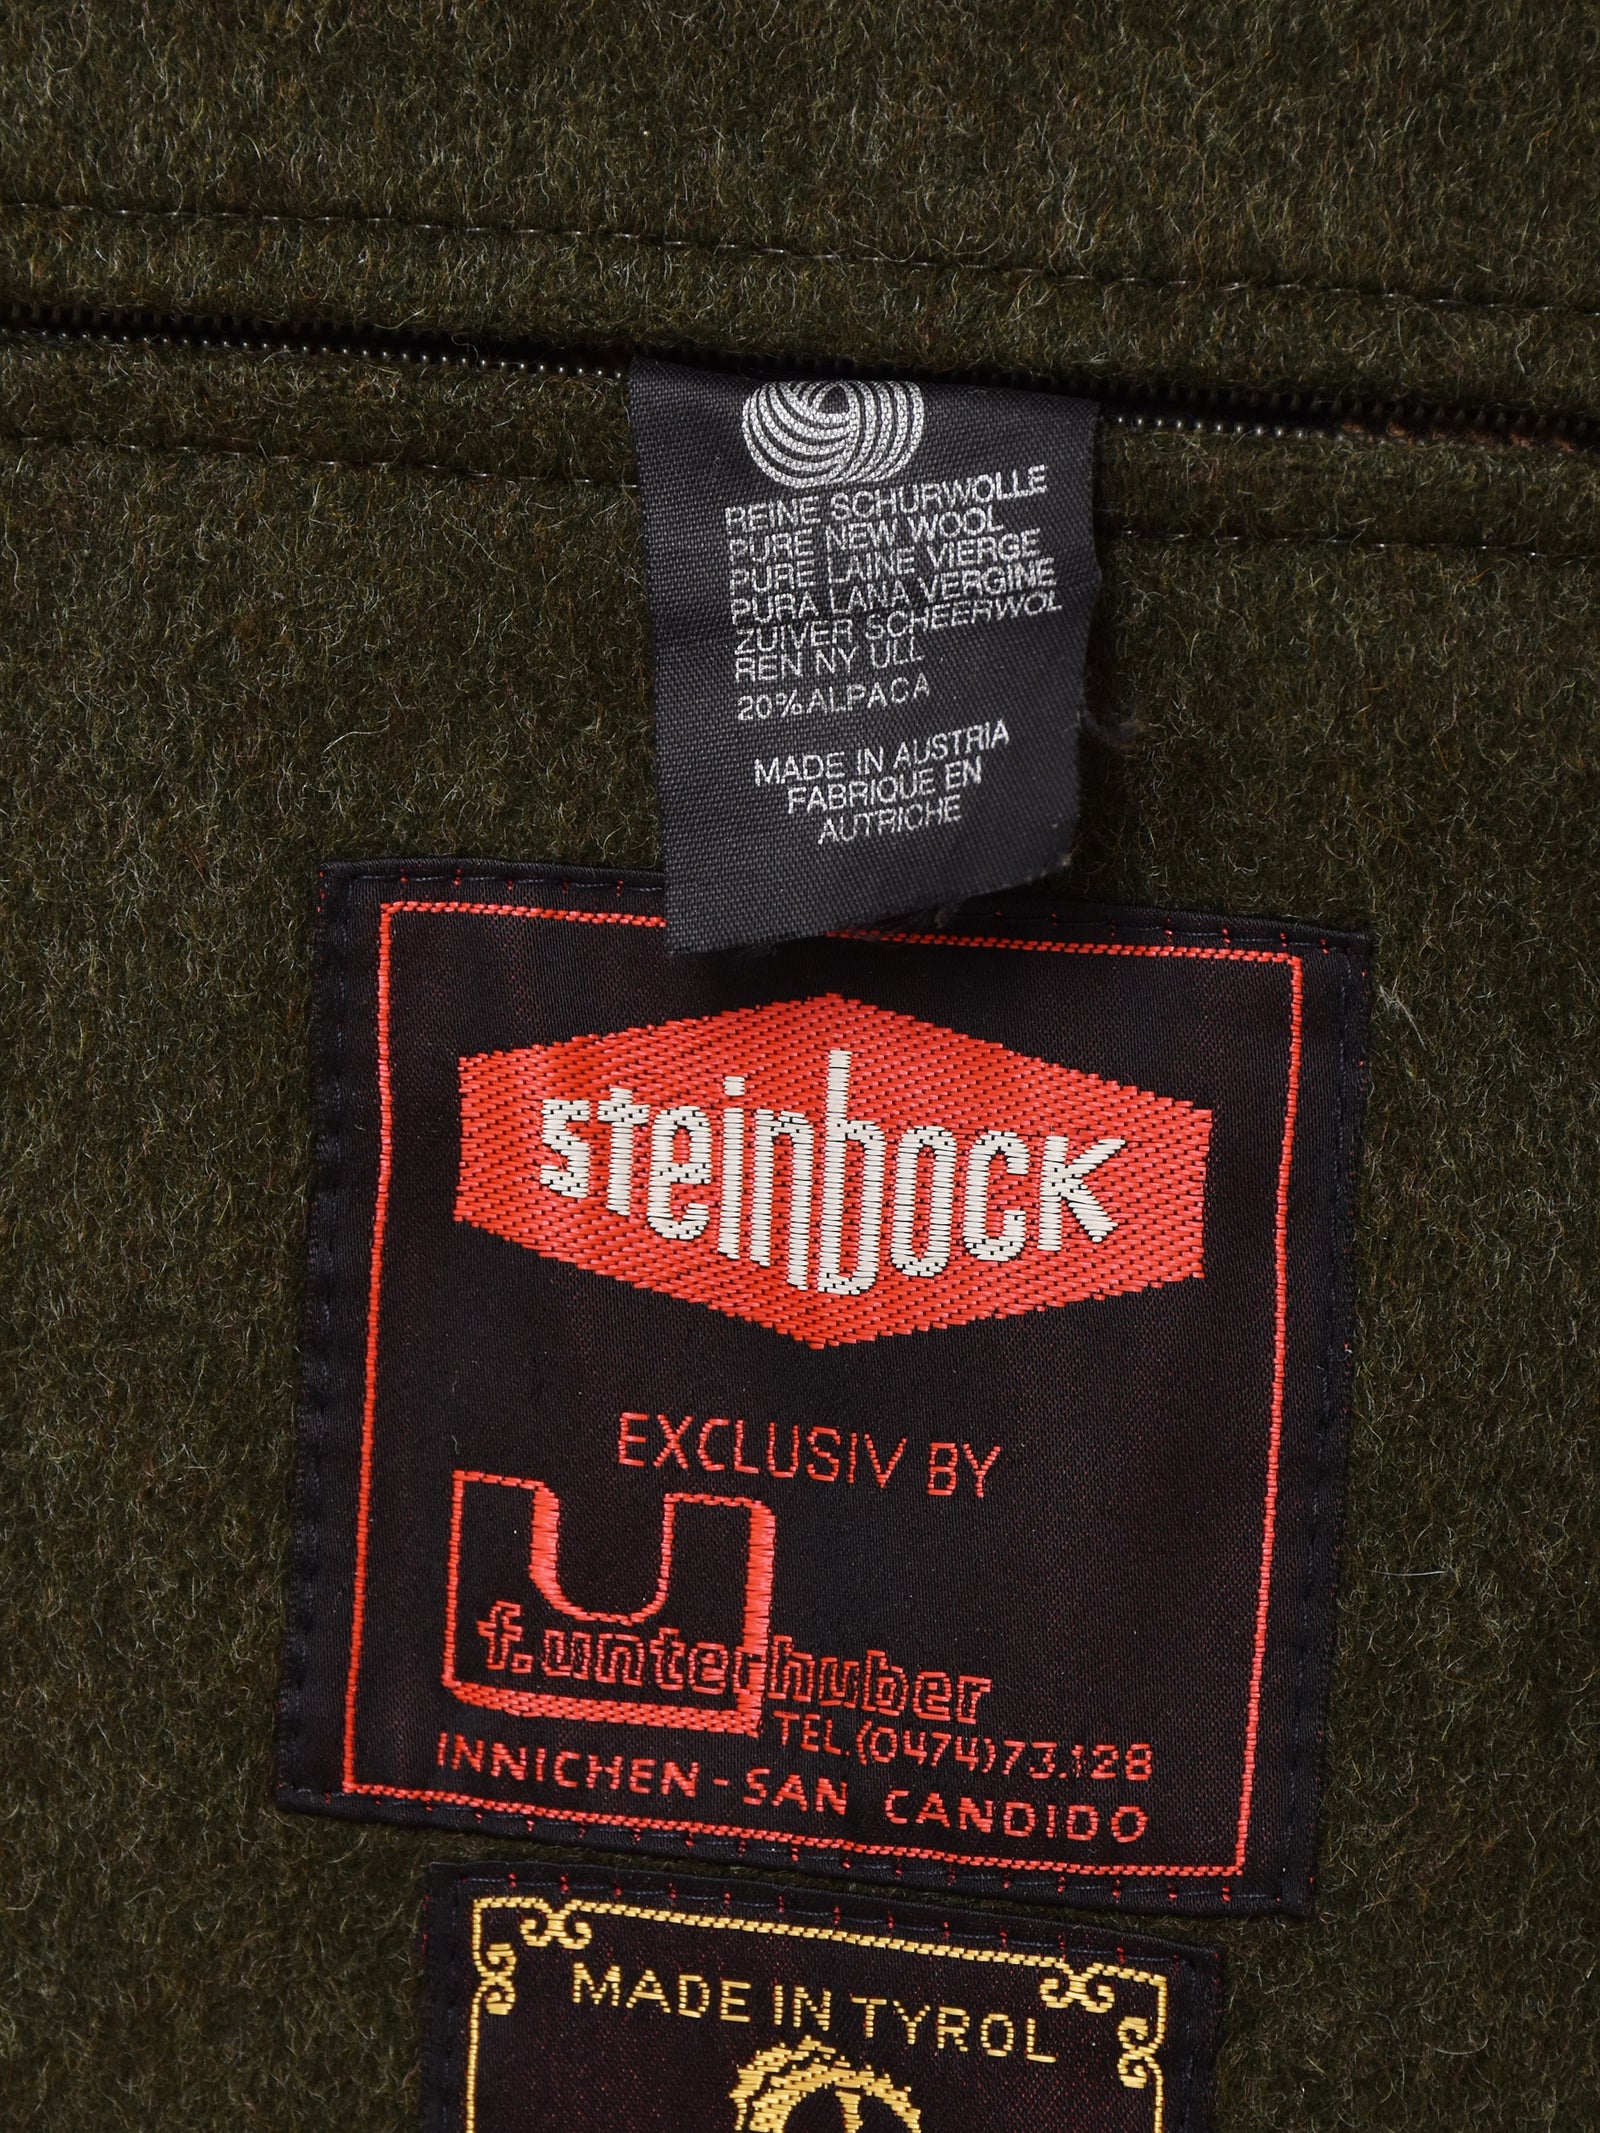 REINE SCHURWOLLE
PURE NEW WOOL
PURE LAINE VIERGE
PURA LANA VERGINE
ZUIVER SCHEERWOL
REN NY ULL
20% ALPACA
MADE IN AUSTRIA
FABRIQUE EN
AUTRICHE
steinbock
EXCLUSIV BY
U
f.unterhuber
TEL.(0474)73.128
INNICHEN - SAN CANDIDO
MADE IN TYROL